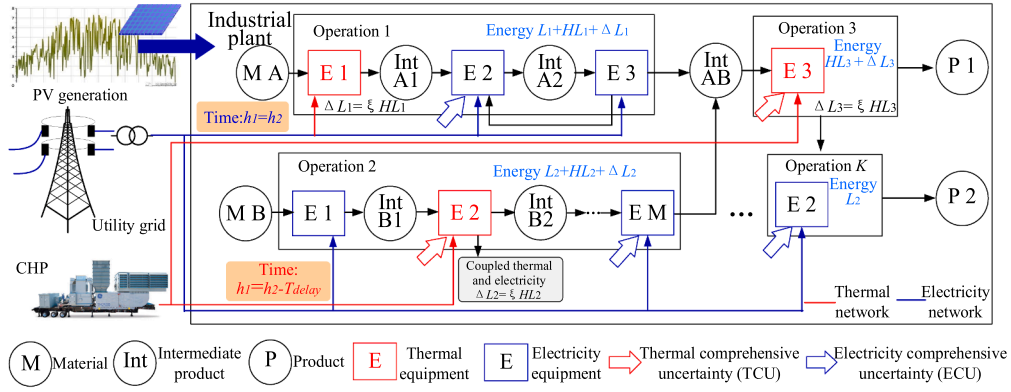 PV generation
Utility grid
CHP
Industrial
plant
Operation 1
Energy L1+HL1+ΔL1
M A
E 1
Int
A1
E 2
Int
A2
E 3
Int
AB
ΔL1= ξ HL1
Time:h1=h2
Operation 3
E 3
Energy
HL3+ΔL3
ΔL3= ξ HL3
P 1
Operation 2
Energy L2+HL2+ΔL2
M B
E 1
Int
B1
E 2
Int
B2
E M
...
Operation K
E 2
Energy
L2
P 2
Time:
h1=h2-Tdelay
Coupled thermal
and electricity
ΔL2= ξ HL2
Thermal
network
Electricity
network
M
Material
Int
Intermediate
product
P
Product
E
Thermal
equipment
E
Electricity
equipment
Thermal comprehensive
uncertainty (TCU)
Electricity comprehensive
uncertainty (ECU)